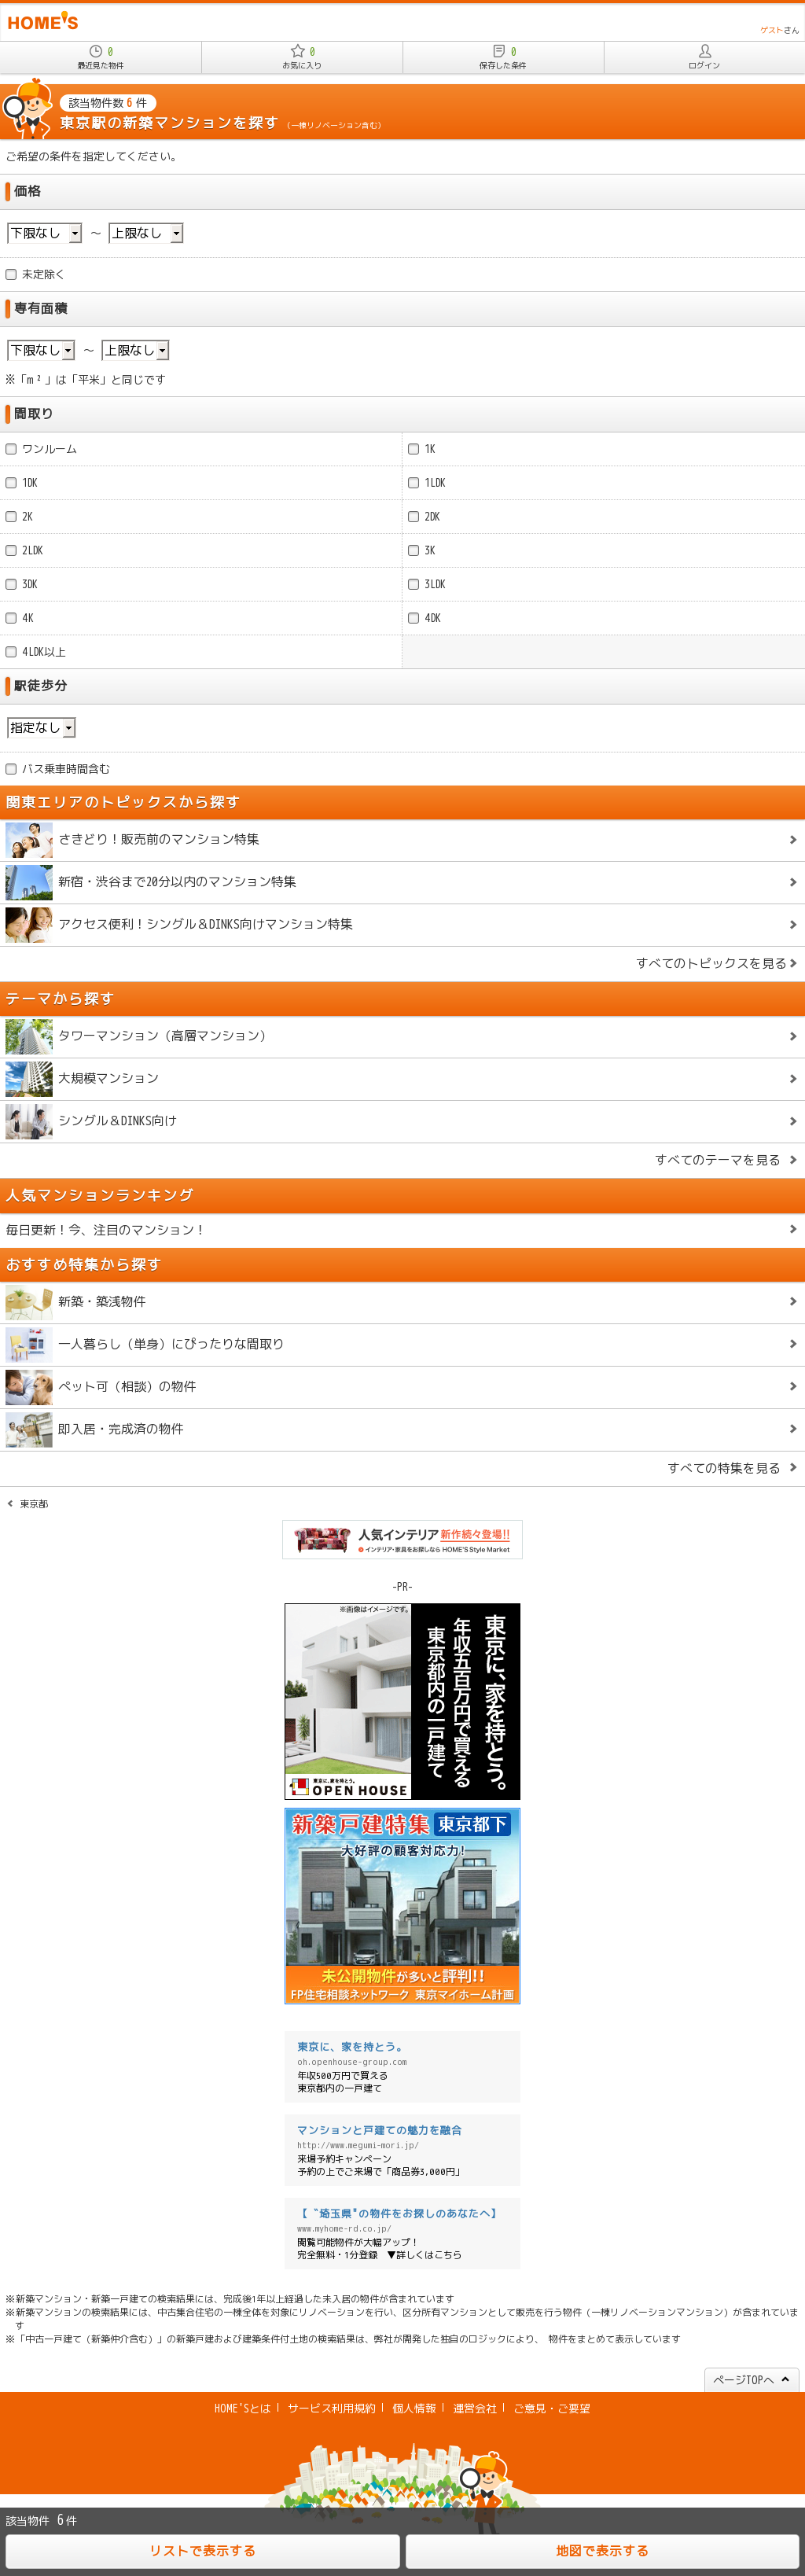 HOME'S
ゲストさん
0
最近見た物件
0
お気に入り
0
保存した条件
ログイン
該当物件数 6 件
東京駅の新築マンションを探す （一棟リノベーション含む）
ご希望の条件を指定してください。
価格
下限なし ～ 上限なし
未定除く
専有面積
下限なし ～ 上限なし
※「m²」は「平米」と同じです
間取り
ワンルーム
1K
1DK
1LDK
2K
2DK
2LDK
3K
3DK
3LDK
4K
4DK
4LDK以上
駅徒歩分
指定なし
バス乗車時間含む
関東エリアのトピックスから探す
さきどり！販売前のマンション特集
新宿・渋谷まで20分以内のマンション特集
アクセス便利！シングル＆DINKS向けマンション特集
すべてのトピックスを見る
テーマから探す
タワーマンション（高層マンション）
大規模マンション
シングル＆DINKS向け
すべてのテーマを見る
人気マンションランキング
毎日更新！今、注目のマンション！
おすすめ特集から探す
新築・築浅物件
一人暮らし（単身）にぴったりな間取り
ペット可（相談）の物件
即入居・完成済の物件
すべての特集を見る
東京都
人気インテリア新作続々登場!!
インテリア・家具をお探しなら HOME'S Style Market
-PR-
※画像はイメージです。
東京に、家を持とう。
年収五百万円で買える
東京都内の一戸建て
東京に、家を持とう。
OPEN HOUSE
新築戸建特集 東京都下
大好評の顧客対応力！
未公開物件が多いと評判!!
FP住宅相談ネットワーク 東京マイホーム計画
東京に、家を持とう。
oh.openhouse-group.com
年収500万円で買える
東京都内の一戸建て
マンションと戸建ての魅力を融合
http://www.megumi-mori.jp/
来場予約キャンペーン
予約の上でご来場で「商品券3,000円」
【〝埼玉県"の物件をお探しのあなたへ】
www.myhome-rd.co.jp/
閲覧可能物件が大幅アップ！
完全無料・1分登録　▼詳しくはこちら
※新築マンション・新築一戸建ての検索結果には、完成後1年以上経過した未入居の物件が含まれています
※新築マンションの検索結果には、中古集合住宅の一棟全体を対象にリノベーションを行い、区分所有マンションとして販売を行う物件（一棟リノベーションマンション）が含まれていま
す
※「中古一戸建て（新築仲介含む）」の新築戸建および建築条件付土地の検索結果は、弊社が開発した独自のロジックにより、 物件をまとめて表示しています
ページTOPへ
HOME'Sとは | サービス利用規約 | 個人情報 | 運営会社 | ご意見・ご要望
該当物件 6件
リストで表示する
地図で表示する